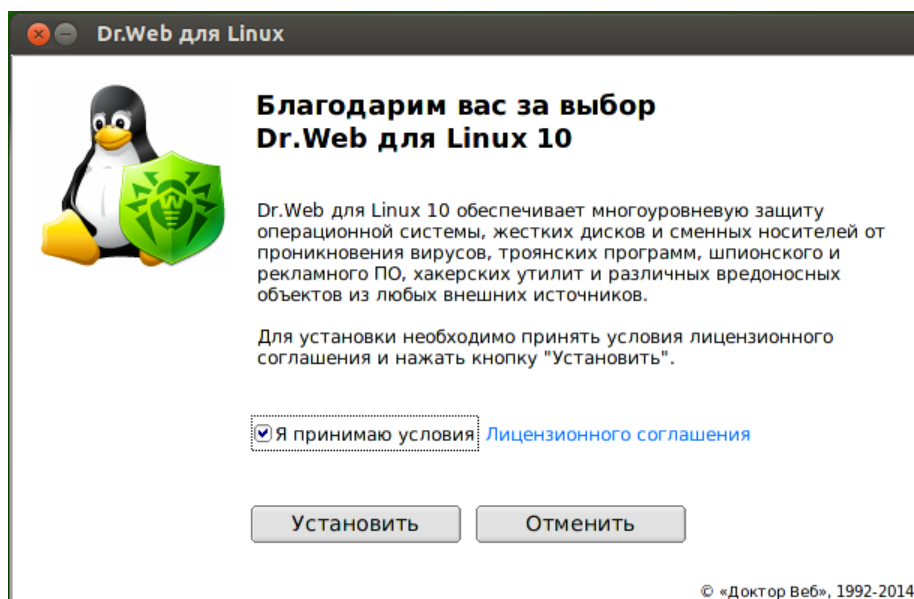 Dr.Web для Linux
Благодарим вас за выбор
Dr.Web для Linux 10
Dr.Web для Linux 10 обеспечивает многоуровневую защиту
операционной системы, жестких дисков и сменных носителей от
проникновения вирусов, троянских программ, шпионского и
рекламного ПО, хакерских утилит и различных вредоносных
объектов из любых внешних источников.
Для установки необходимо принять условия лицензионного
соглашения и нажать кнопку "Установить".
Я принимаю условия Лицензионного соглашения
Установить Отменить
© «Доктор Веб», 1992-2014